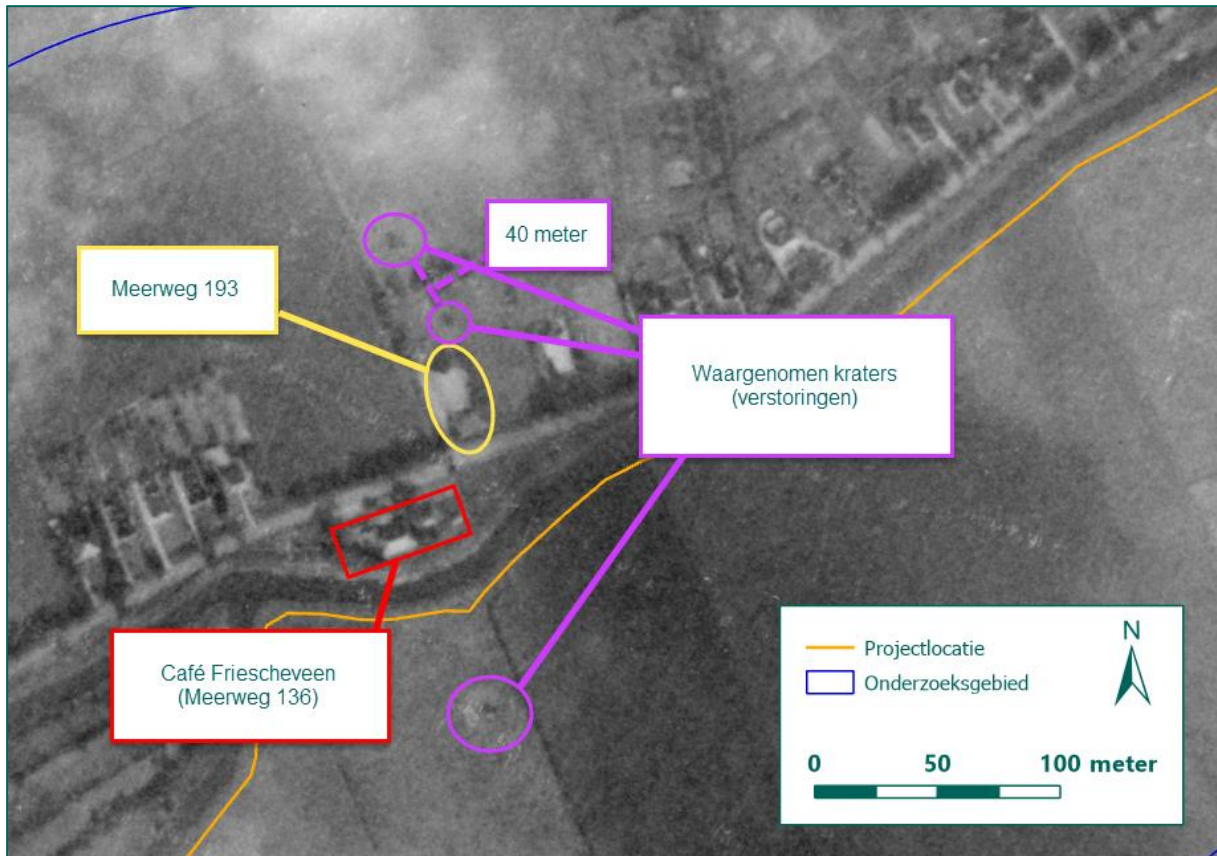 40 meter
Meerweg 193
Waargenomen kraters
(verstoringen)
Café Friescheveen
(Meerweg 136)
Projectlocatie
Onderzoeksgebied
N
0 50 100 meter